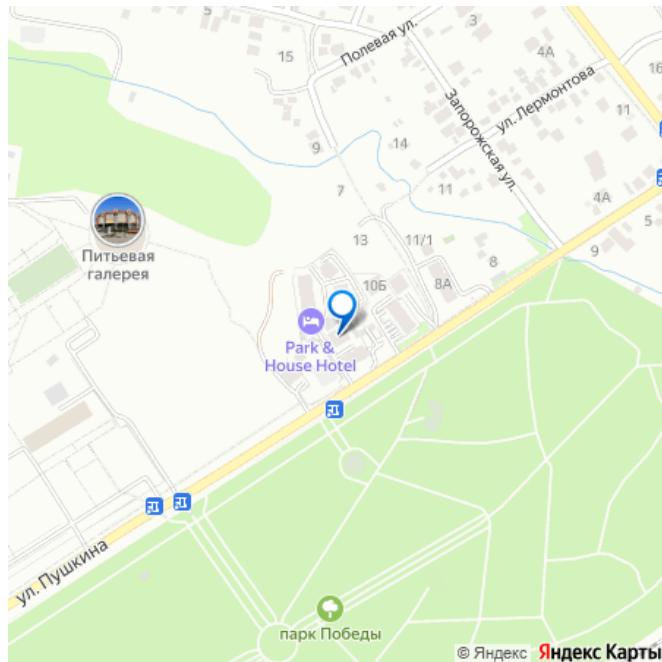 Полевая ул.
3
15
4А
ул. Лермонтова
16
11
Запорожская ул.
14
9
7
11
4А
5
Питьевая
галерея
13
11/1
9
8
10Б
8А
Park &
House Hotel
ул. Пушкина
парк Победы
© Яндекс Яндекс Карты